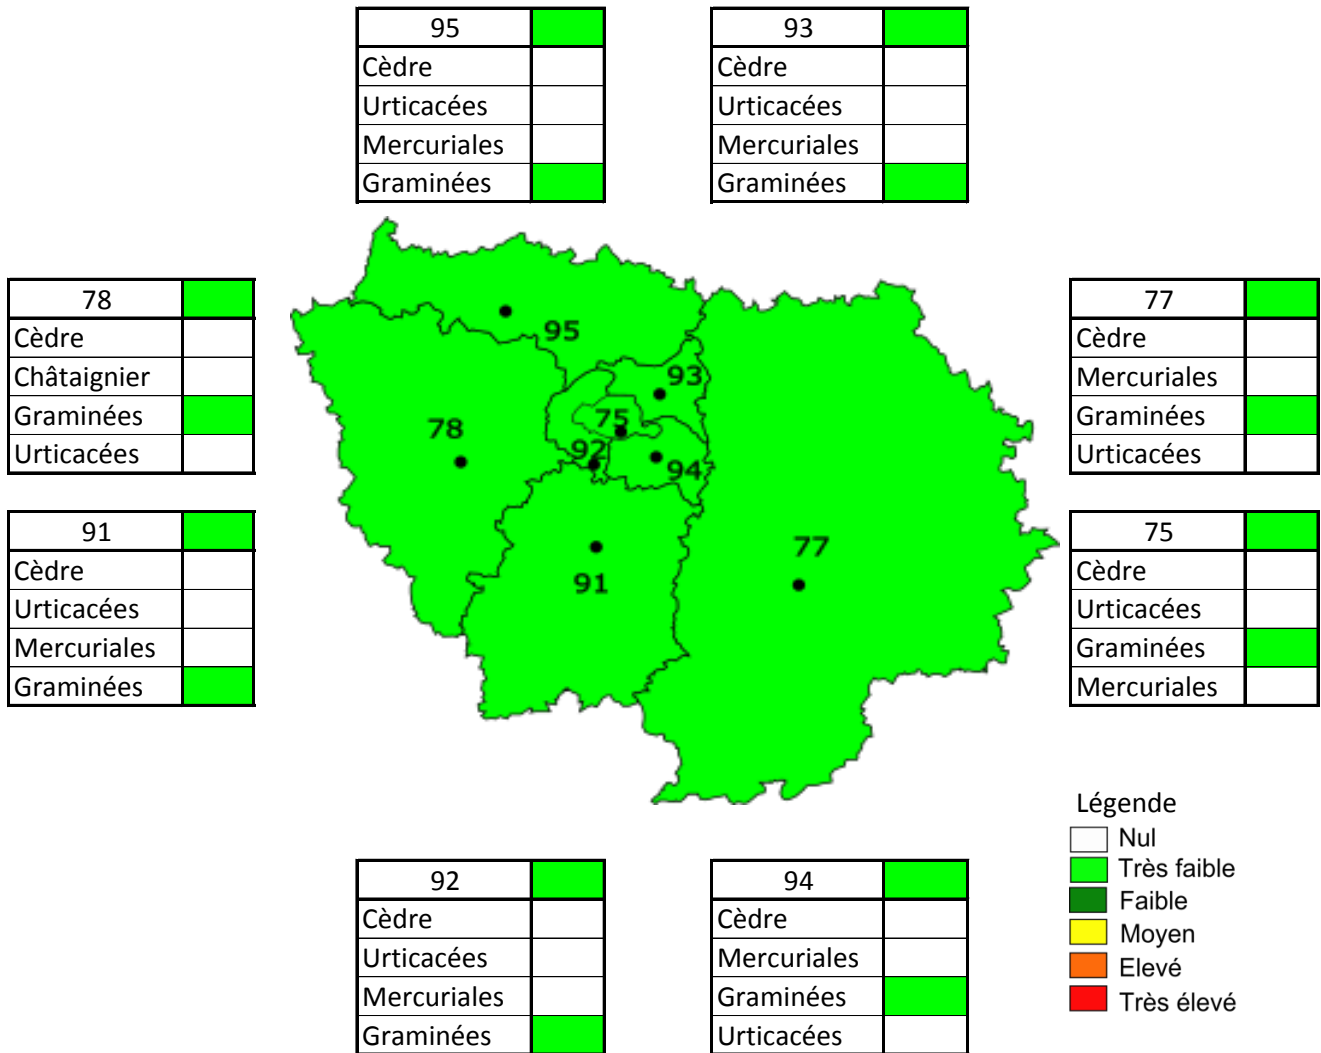 95
Cèdre
Urticacées
Mercuriales
Graminées
93
Cèdre
Urticacées
Mercuriales
Graminées
78
Cèdre
Châtaignier
Graminées
Urticacées
77
Cèdre
Mercuriales
Graminées
Urticacées
91
Cèdre
Urticacées
Mercuriales
Graminées
75
Cèdre
Urticacées
Graminées
Mercuriales
95
93
75
78
92
94
77
91
92
Cèdre
Urticacées
Mercuriales
Graminées
94
Cèdre
Mercuriales
Graminées
Urticacées
Légende
Nul
Très faible
Faible
Moyen
Elevé
Très élevé